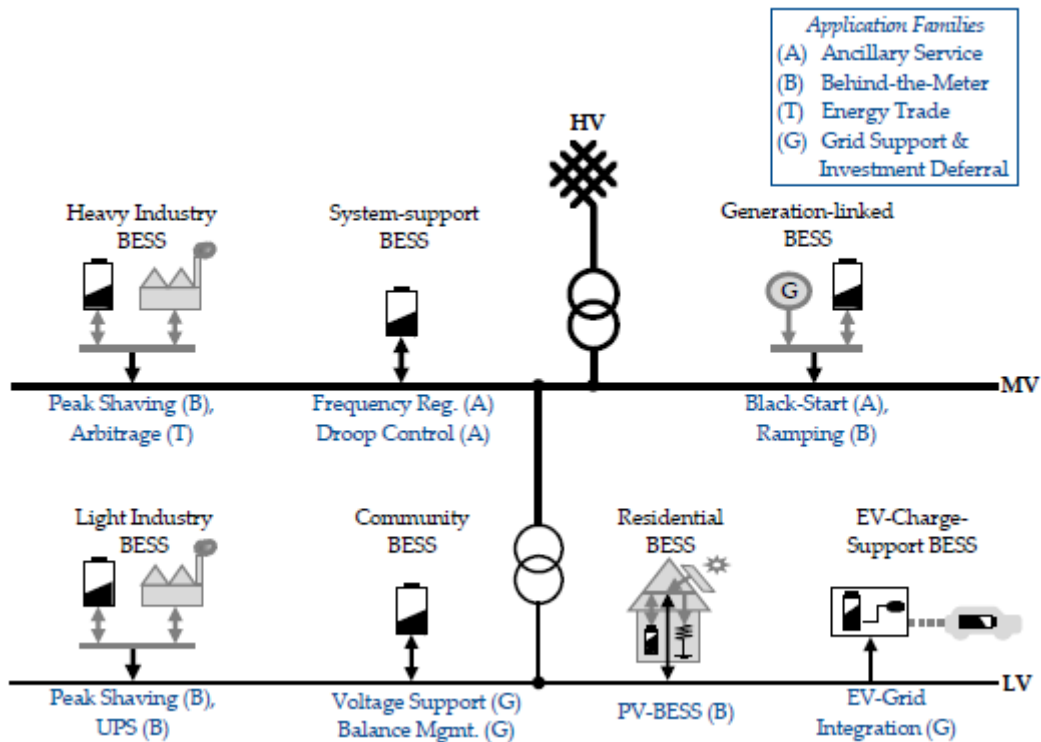 Application Families
(A) Ancillary Service
(B) Behind-the-Meter
(T) Energy Trade
(G) Grid Support &
Investment Deferral
HV
Heavy Industry
BESS
System-support
BESS
Generation-linked
BESS
G
MV
Peak Shaving (B),
Arbitrage (T)
Frequency Reg. (A)
Droop Control (A)
Black-Start (A),
Ramping (B)
Light Industry
BESS
Community
BESS
Residential
BESS
EV-Charge-
Support BESS
LV
Peak Shaving (B),
UPS (B)
Voltage Support (G)
Balance Mgmt. (G)
PV-BESS (B)
EV-Grid
Integration (G)